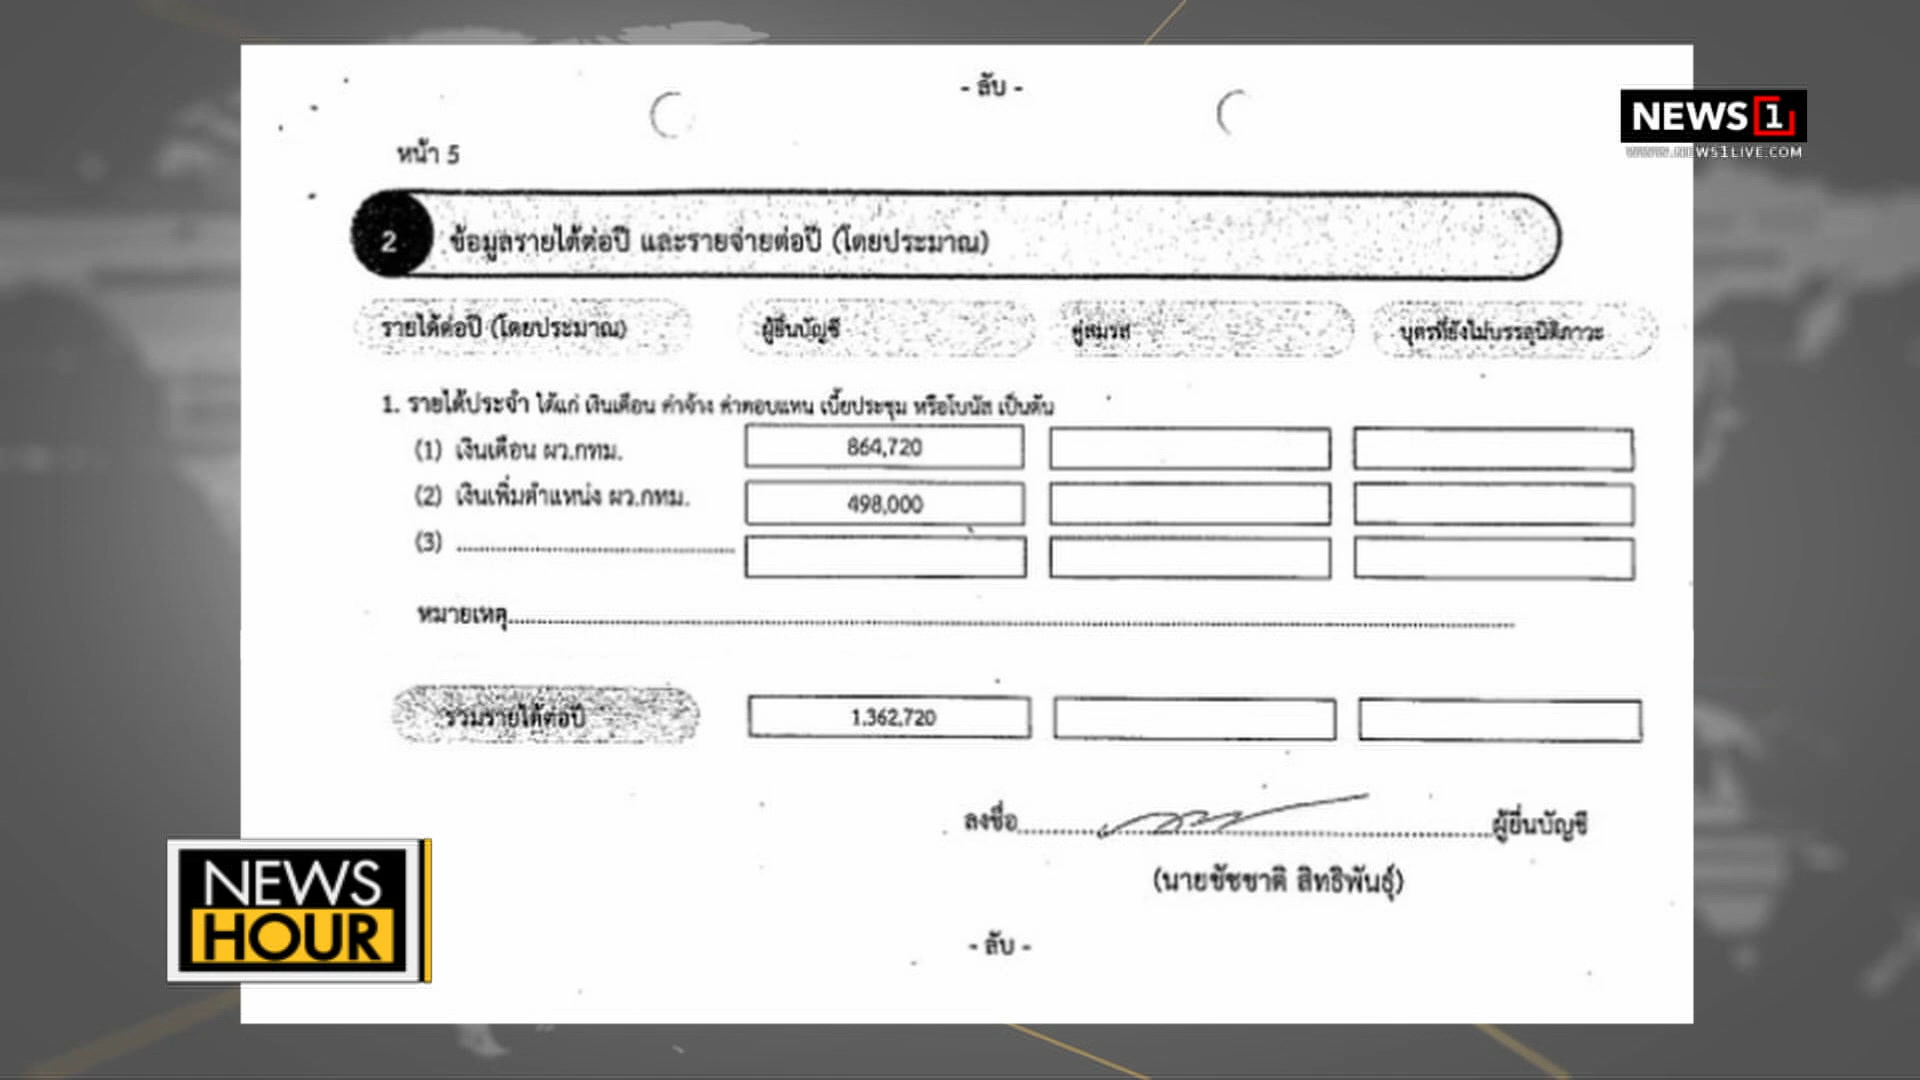 - ลับ -
NEWS 1
WWW.NEWS1LIVE.COM
หน้า 5
2 ข้อมูลรายได้ต่อปี และรายจ่ายต่อปี (โดยประมาณ)
รายได้ต่อปี (โดยประมาณ) ผู้ยื่นบัญชี คู่สมรส บุตรที่ยังไม่บรรลุนิติภาวะ
1. รายได้ประจำ ได้แก่ เงินเดือน ค่าจ้าง ค่าตอบแทน เบี้ยประชุม หรือโบนัส เป็นต้น
(1) เงินเดือน ผว.กทม. 864,720
(2) เงินเพิ่มตำแหน่ง ผว.กทม. 498,000
(3) ........................................
หมายเหตุ........................................
รวมรายได้ต่อปี 1,362,720
ลงชื่อ........................................ผู้ยื่นบัญชี
(นายชัชชาติ สิทธิพันธุ์)
NEWS
HOUR
- ลับ -